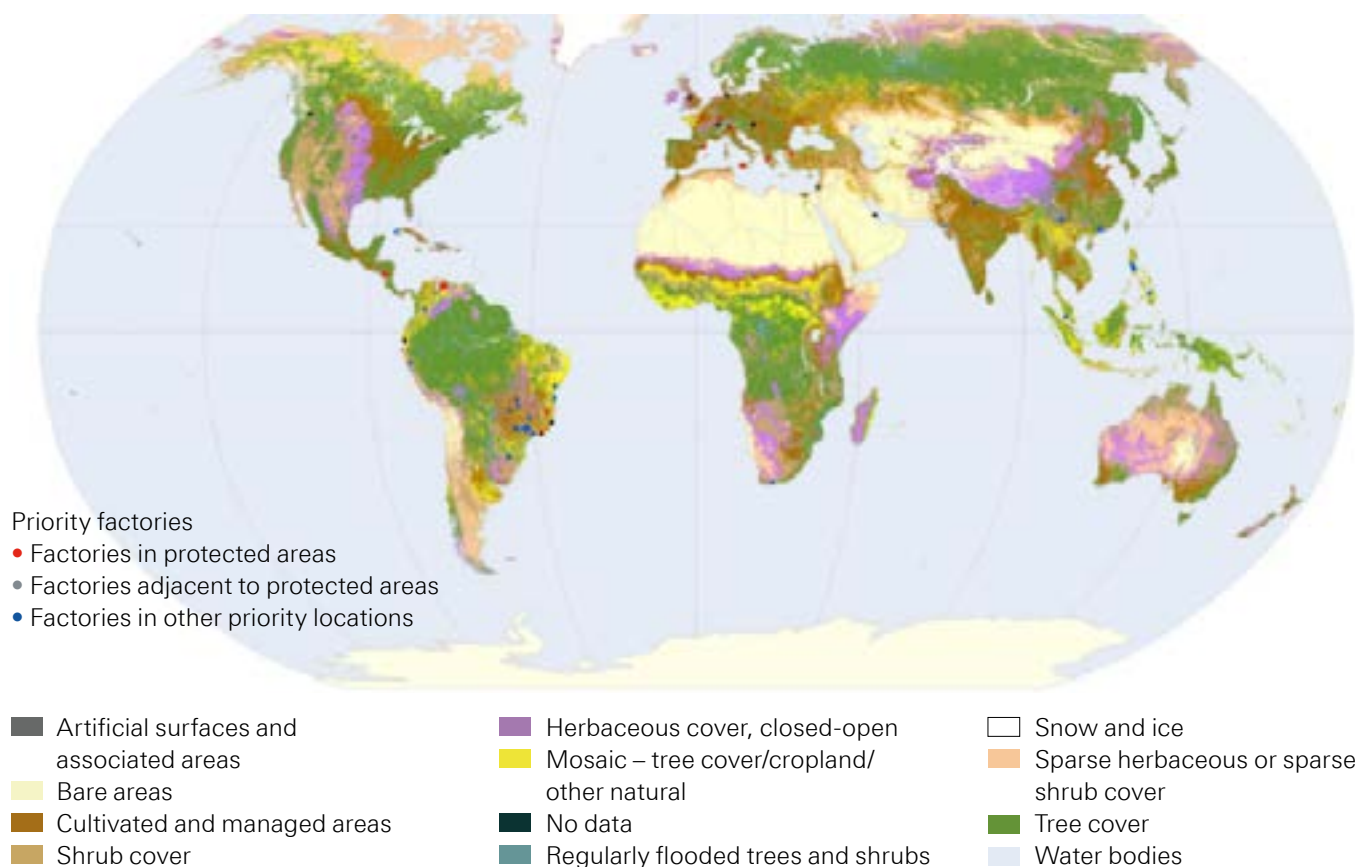 Priority factories
Factories in protected areas
Factories adjacent to protected areas
Factories in other priority locations
Artificial surfaces and
associated areas
Bare areas
Cultivated and managed areas
Shrub cover
Herbaceous cover, closed-open
Mosaic – tree cover/cropland/
other natural
No data
Regularly flooded trees and shrubs
Snow and ice
Sparse herbaceous or sparse
shrub cover
Tree cover
Water bodies